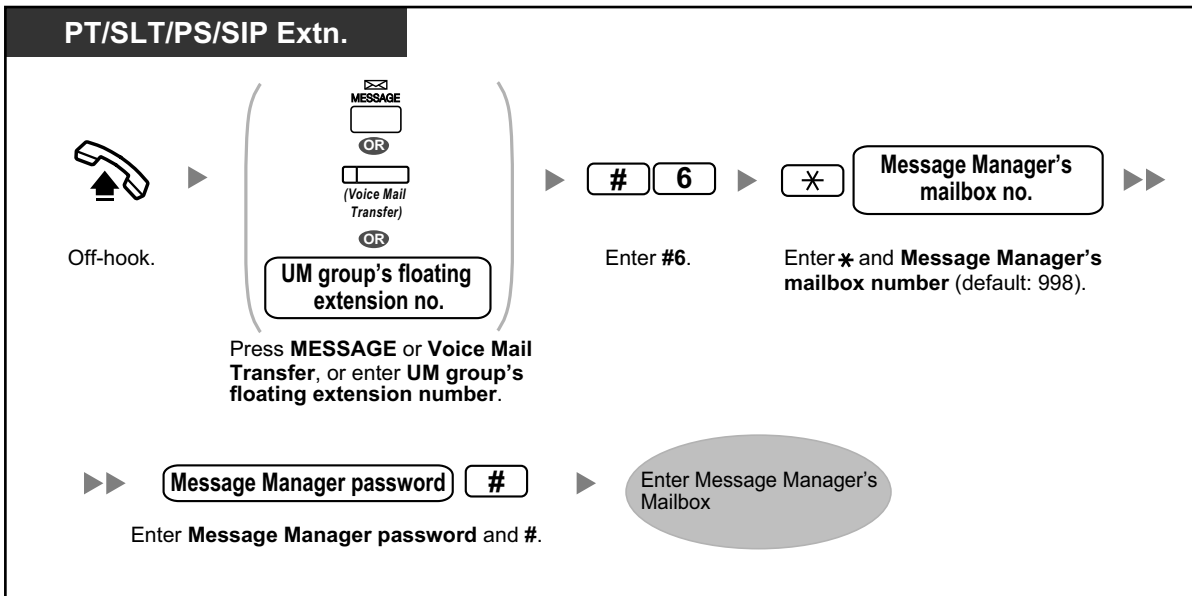 PT/SLT/PS/SIP Extn.
MESSAGE
OR
(Voice Mail
Transfer)
OR
UM group's floating
extension no.
# 6
* Message Manager's
mailbox no.
Off-hook.
Press MESSAGE or Voice Mail
Transfer, or enter UM group's
floating extension number.
Enter #6.
Enter * and Message Manager's
mailbox number (default: 998).
Message Manager password #
Enter Message Manager password and #.
Enter Message Manager's
Mailbox